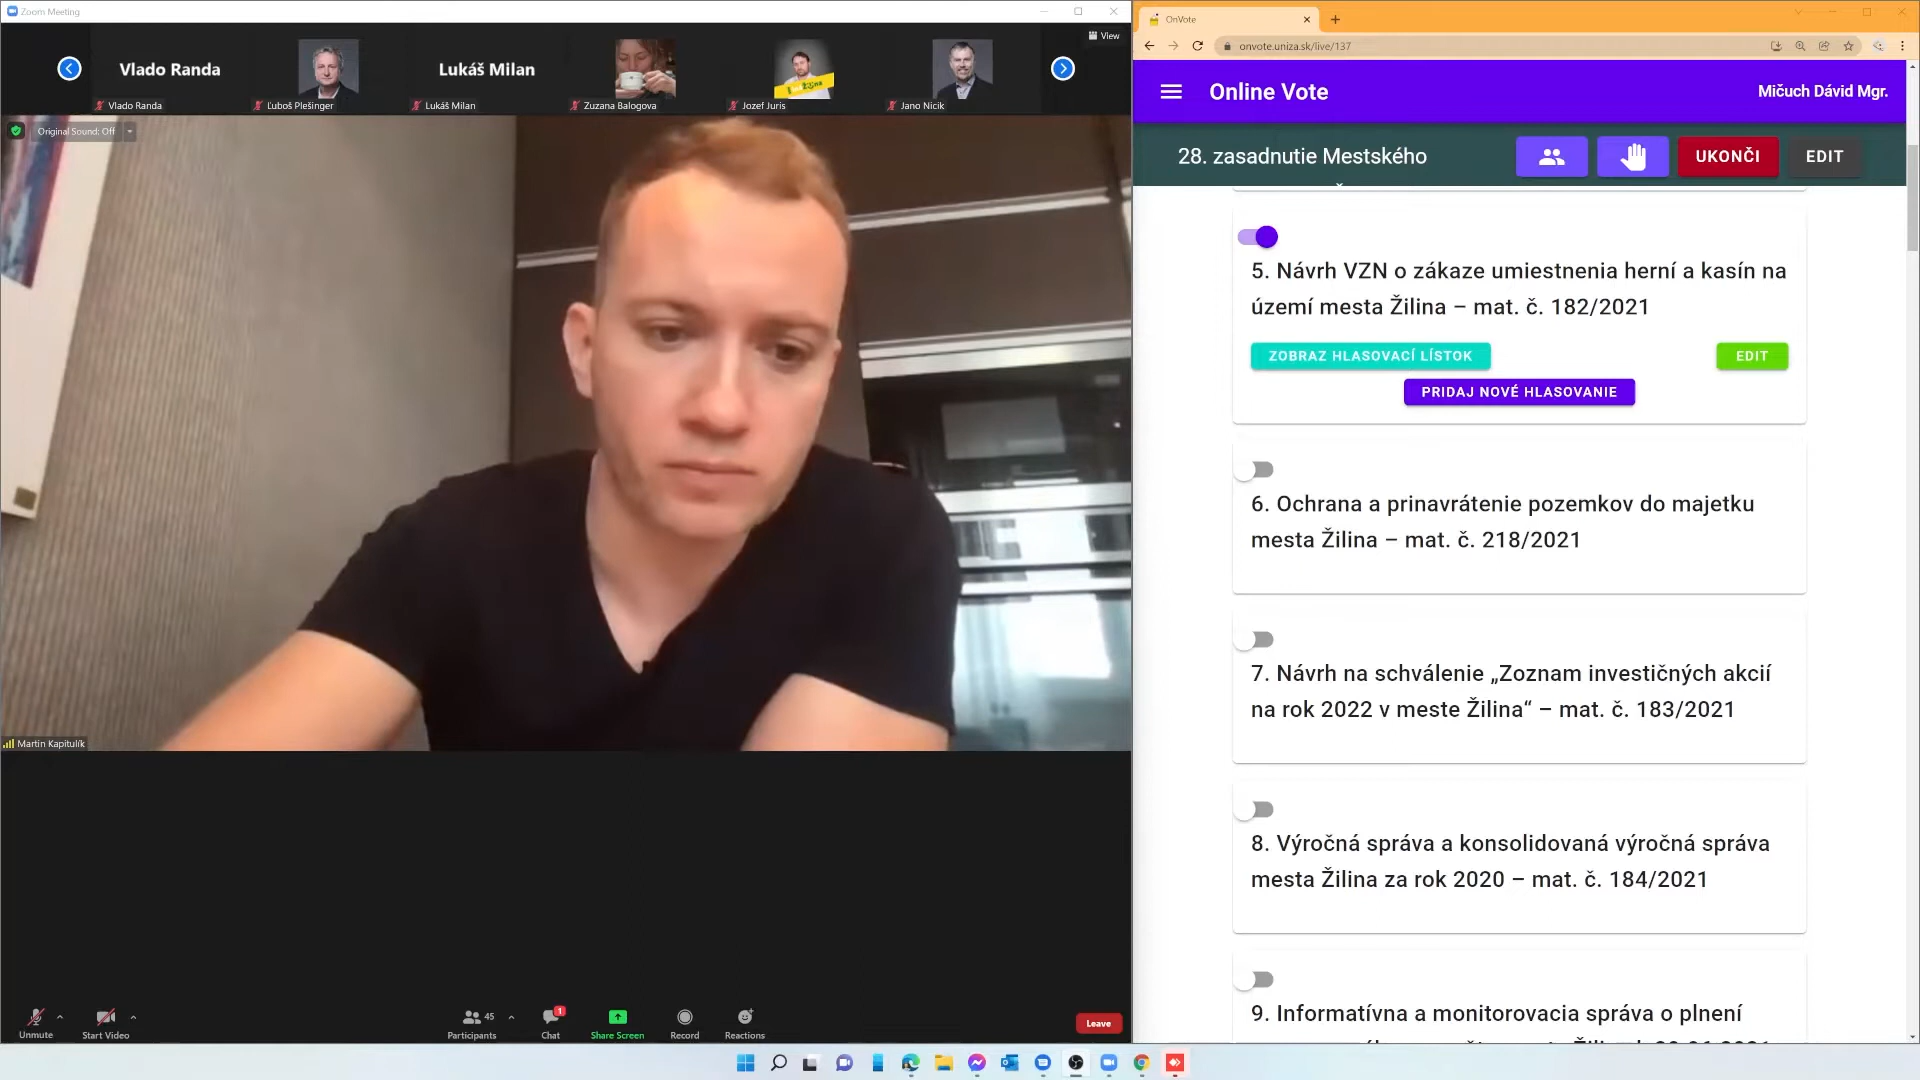 Zoom Meeting
View
Vlado Randa
Lukáš Milan
Vlado Randa
Ľuboš Plešinger
Lukáš Milan
Zuzana Balogova
Jozef Juris
Jano Nicik
Original Sound: Off
Martin Kapitulík
Unmute
Start Video
45
Participants
1
Chat
Share Screen
Record
Reactions
Leave
OnVote
onvote.uniza.sk/live/137
Online Vote
Mičuch Dávid Mgr.
28. zasadnutie Mestského
UKONČI
EDIT
5. Návrh VZN o zákaze umiestnenia herní a kasín na
území mesta Žilina – mat. č. 182/2021
ZOBRAZ HLASOVACÍ LÍSTOK
EDIT
PRIDAJ NOVÉ HLASOVANIE
6. Ochrana a prinavrátenie pozemkov do majetku
mesta Žilina – mat. č. 218/2021
7. Návrh na schválenie „Zoznam investičných akcií
na rok 2022 v meste Žilina“ – mat. č. 183/2021
8. Výročná správa a konsolidovaná výročná správa
mesta Žilina za rok 2020 – mat. č. 184/2021
9. Informatívna a monitorovacia správa o plnení